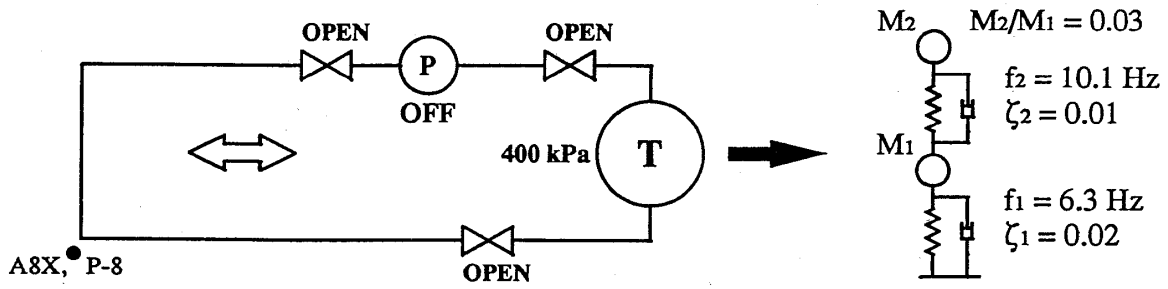 OPEN
OPEN
P
OFF
400 kPa
T
OPEN
A8X, P-8
M2 M2/M1 = 0.03
f2 = 10.1 Hz
ζ2 = 0.01
M1
f1 = 6.3 Hz
ζ1 = 0.02